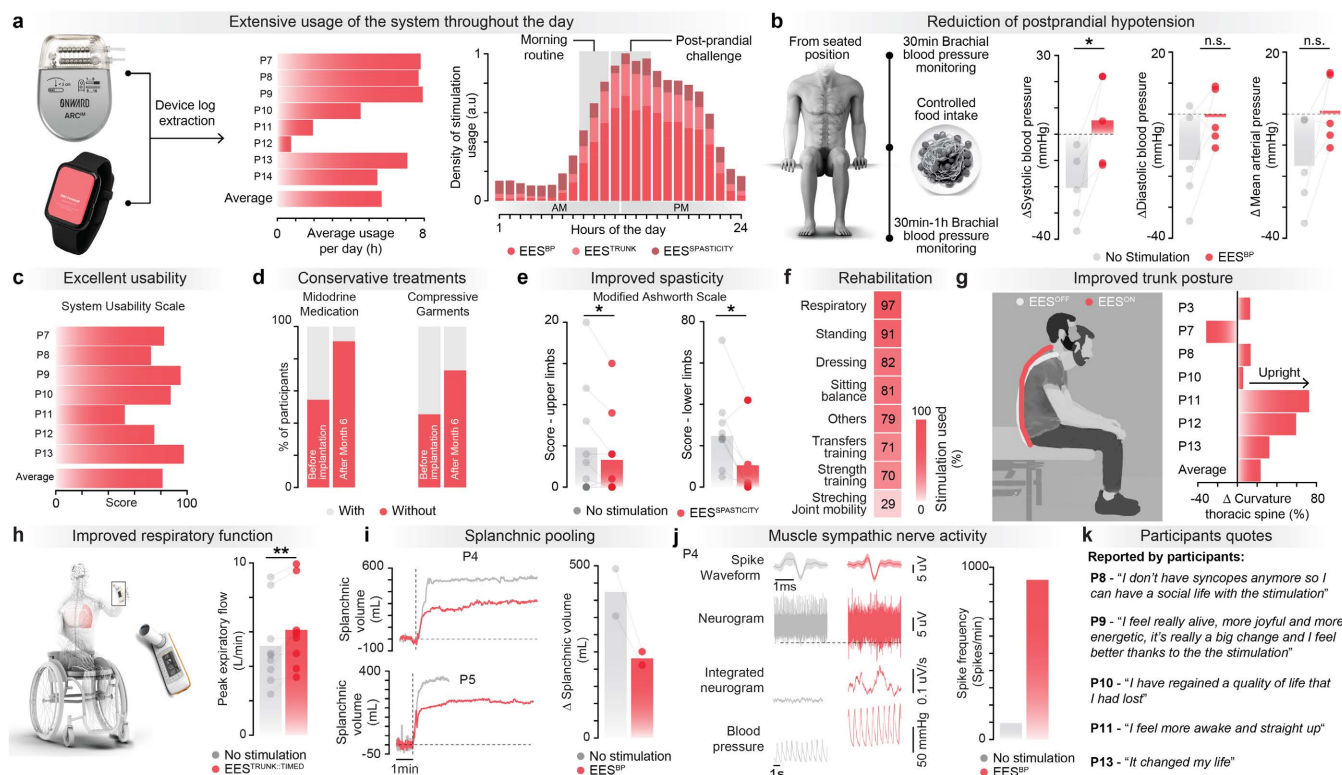 a
Extensive usage of the system throughout the day
ONWARD
ARC™
Device log
extraction
P7
P8
P9
P10
P11
P12
P13
P14
Average
0
8
Average usage
per day (h)
Morning
routine
Post-prandial
challenge
Density of stimulation
usage (a.u)
1
0
AM
PM
1
Hours of the day
24
EES^BP
EES^TRUNK
EES^SPASTICITY
b
Reduction of postprandial hypotension
From seated
position
30min Brachial
blood pressure
monitoring
Controlled
food intake
30min-1h Brachial
blood pressure
monitoring
ΔSystolic blood pressure
(mmHg)
30
-40
*
ΔDiastolic blood pressure
(mmHg)
20
-40
n.s.
Δ Mean arterial pressure
(mmHg)
20
-40
n.s.
No Stimulation
EES^BP
c
Excellent usability
System Usability Scale
P7
P8
P9
P10
P11
P12
P13
Average
0
Score
100
d
Conservative treatments
Midodrine
Medication
Compressive
Garments
% of participants
100
0
Before
implantation
After Month 6
Before
implantation
After Month 6
With
Without
e
Improved spasticity
Modified Ashworth Scale
Score - upper limbs
20
0
*
Score - lower limbs
80
0
*
No stimulation
EES^SPASTICITY
f
Rehabilitation
Respiratory 97
Standing 91
Dressing 82
Sitting
balance 81
Others 79
Transfers
training 71
Strength
training 70
Streching
Joint mobility 29
100
0
Stimulation used
(%)
g
Improved trunk posture
EES^OFF
EES^ON
P3
P7
P8
P10
P11
P12
P13
Average
Upright
-40
80
Δ Curvature
thoracic spine (%)
h
Improved respiratory function
Peak expiratory flow
(L/min)
10
0
**
No stimulation
EES^TRUNK::TIMED
i
Splanchnic pooling
P4
Splanchnic
volume
(mL)
600
-100
P5
Splanchnic
volume
(mL)
400
-50
1min
Δ Splanchnic volume
(mL)
500
0
No stimulation
EES^BP
j
Muscle sympathic nerve activity
P4
Spike
Waveform
1ms
5 uV
Neurogram
5 uV
Integrated
neurogram
0.1 uV/s
Blood
pressure
50 mmHg
1s
Spike frequency
(Spikes/min)
1000
0
No stimulation
EES^BP
k
Participants quotes
Reported by participants:
P8 - “I don’t have syncopes anymore so I
can have a social life with the stimulation”
P9 - “I feel really alive, more joyful and more
energetic, it’s really a big change and I feel
better thanks to the the stimulation”
P10 - “I have regained a quality of life that
I had lost”
P11 - “I feel more awake and straight up“
P13 - “It changed my life”